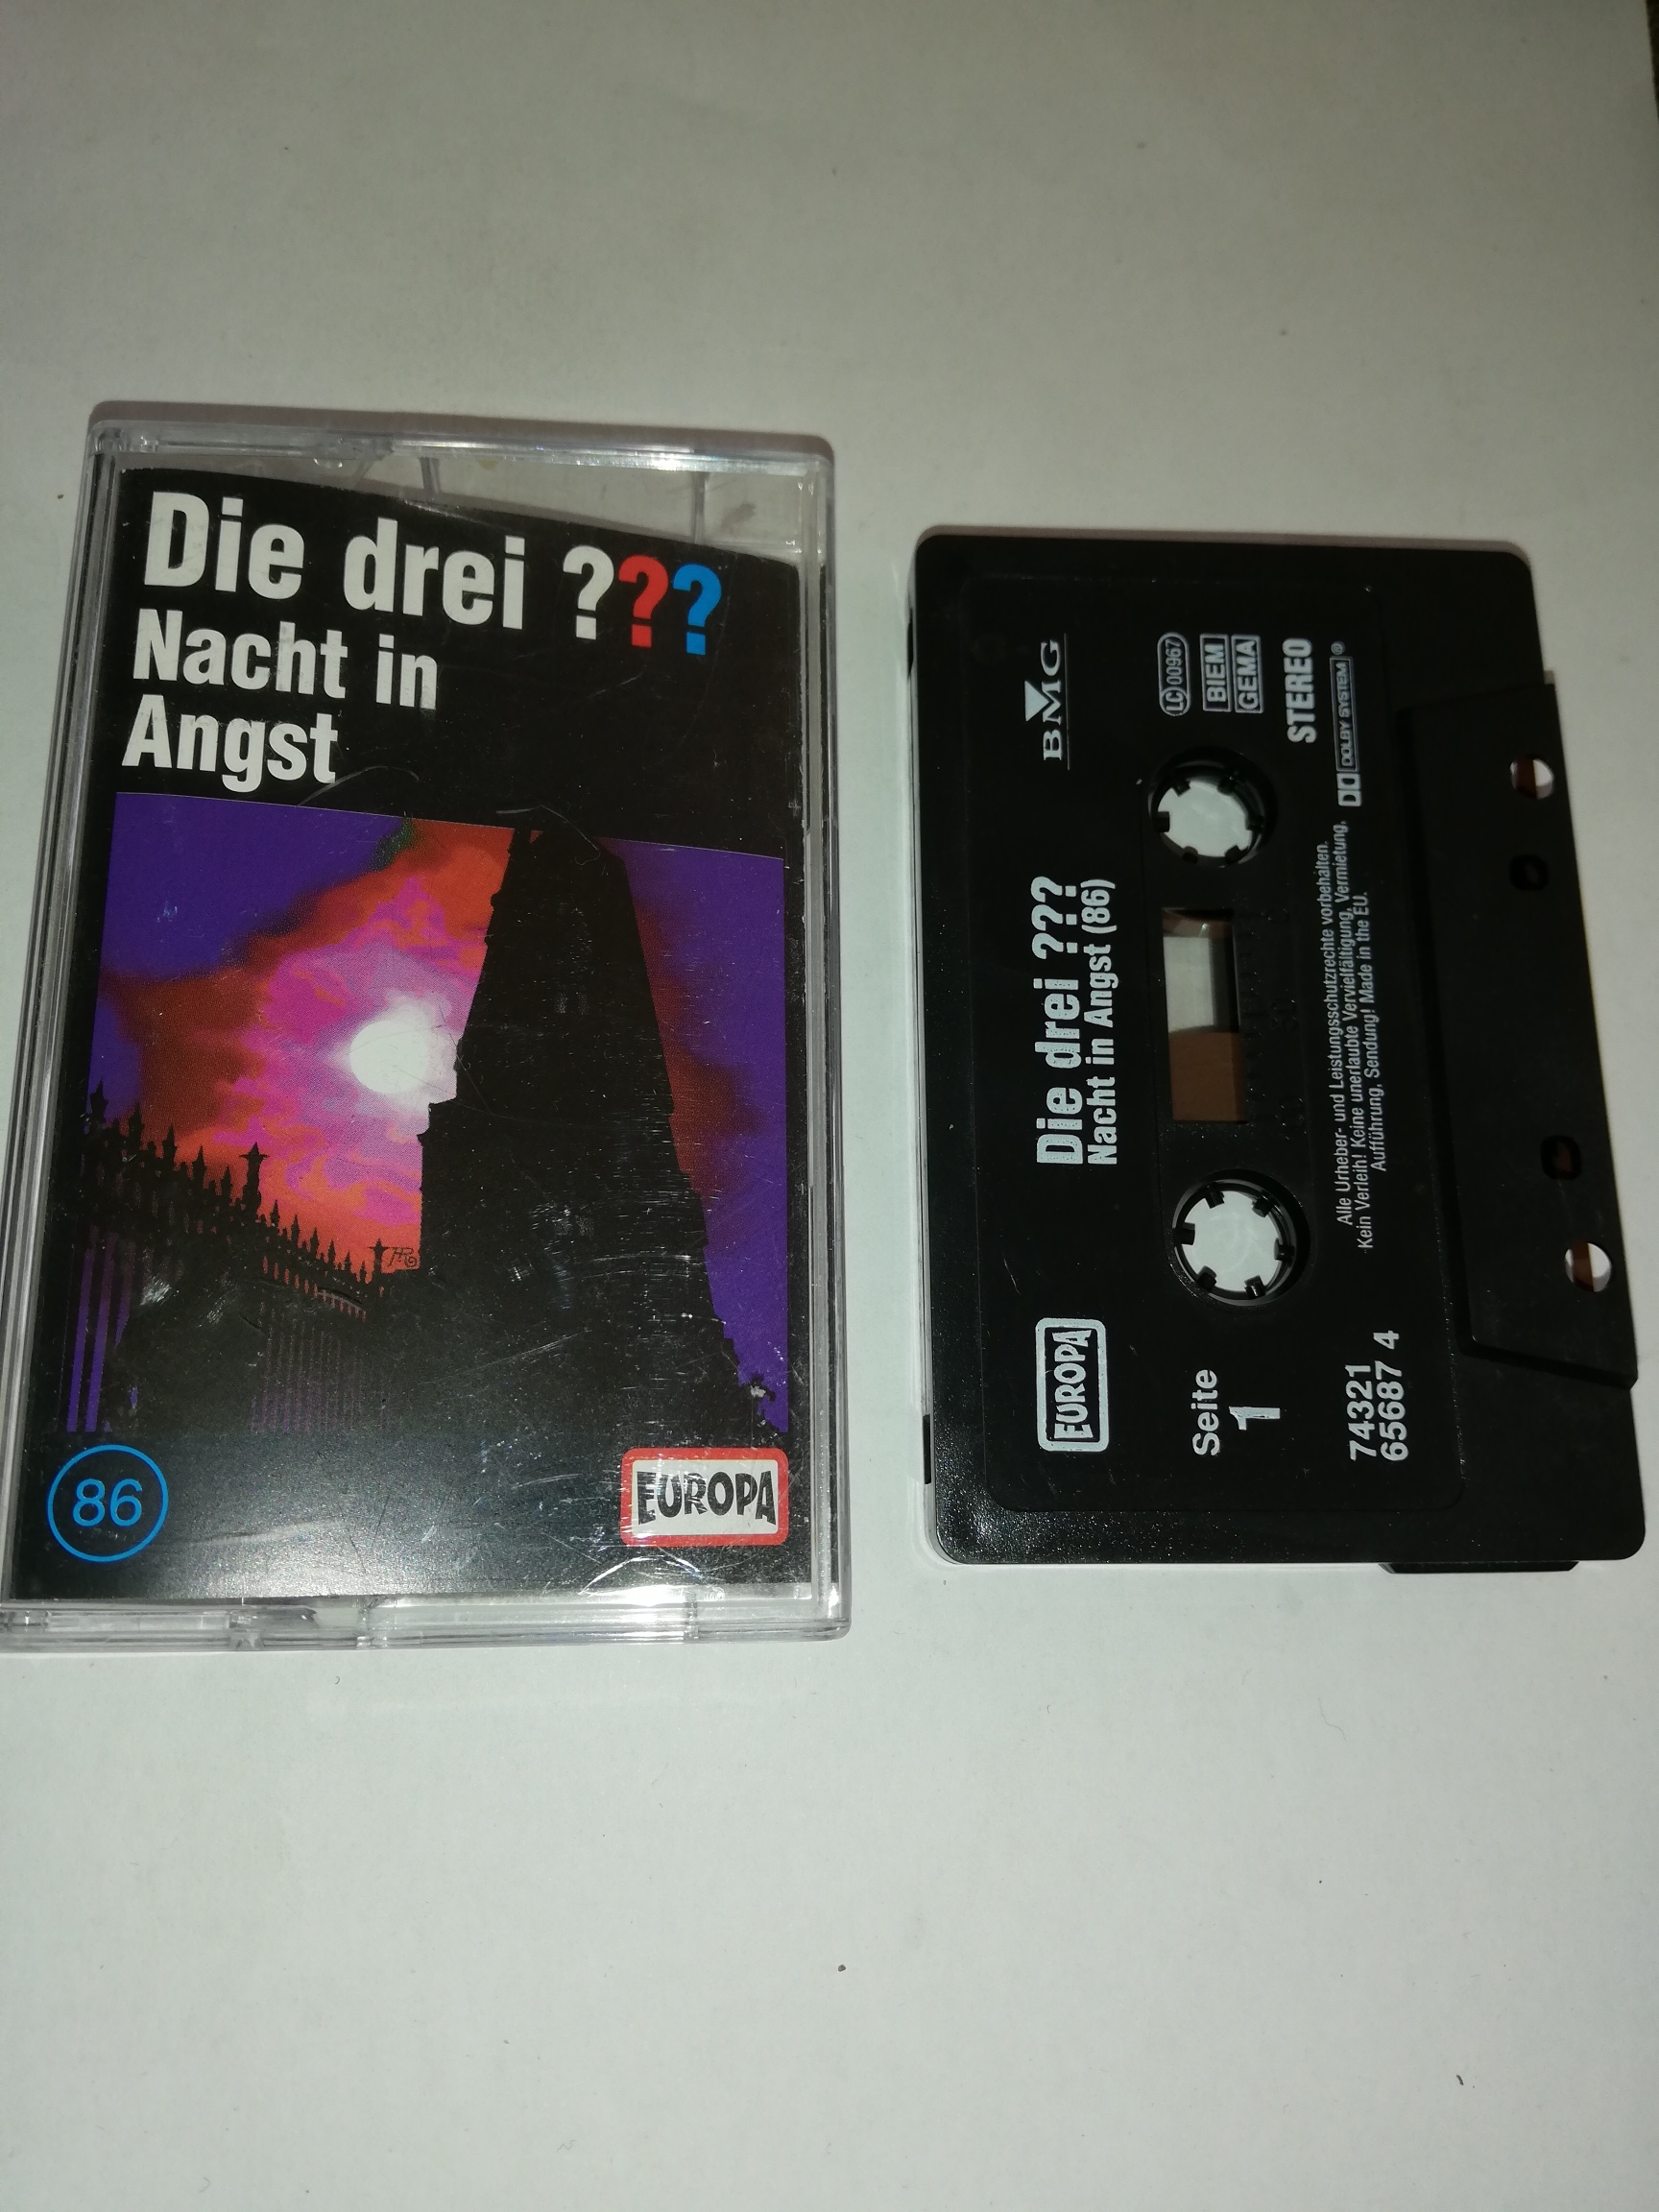 Die drei ???
Nacht in
Angst
86
EUROPA
Die drei ???
Nacht in Angst (86)
EUROPA
BMG
Seite
1
LC 00967
BIEM
GEMA
STEREO
DOLBY SYSTEM ®
74321
65687 4
Alle Urheber- und Leistungsschutzrechte vorbehalten.
Kein Verleih! Keine unerlaubte Vervielfältigung, Vermietung,
Aufführung, Sendung! Made in the EU.